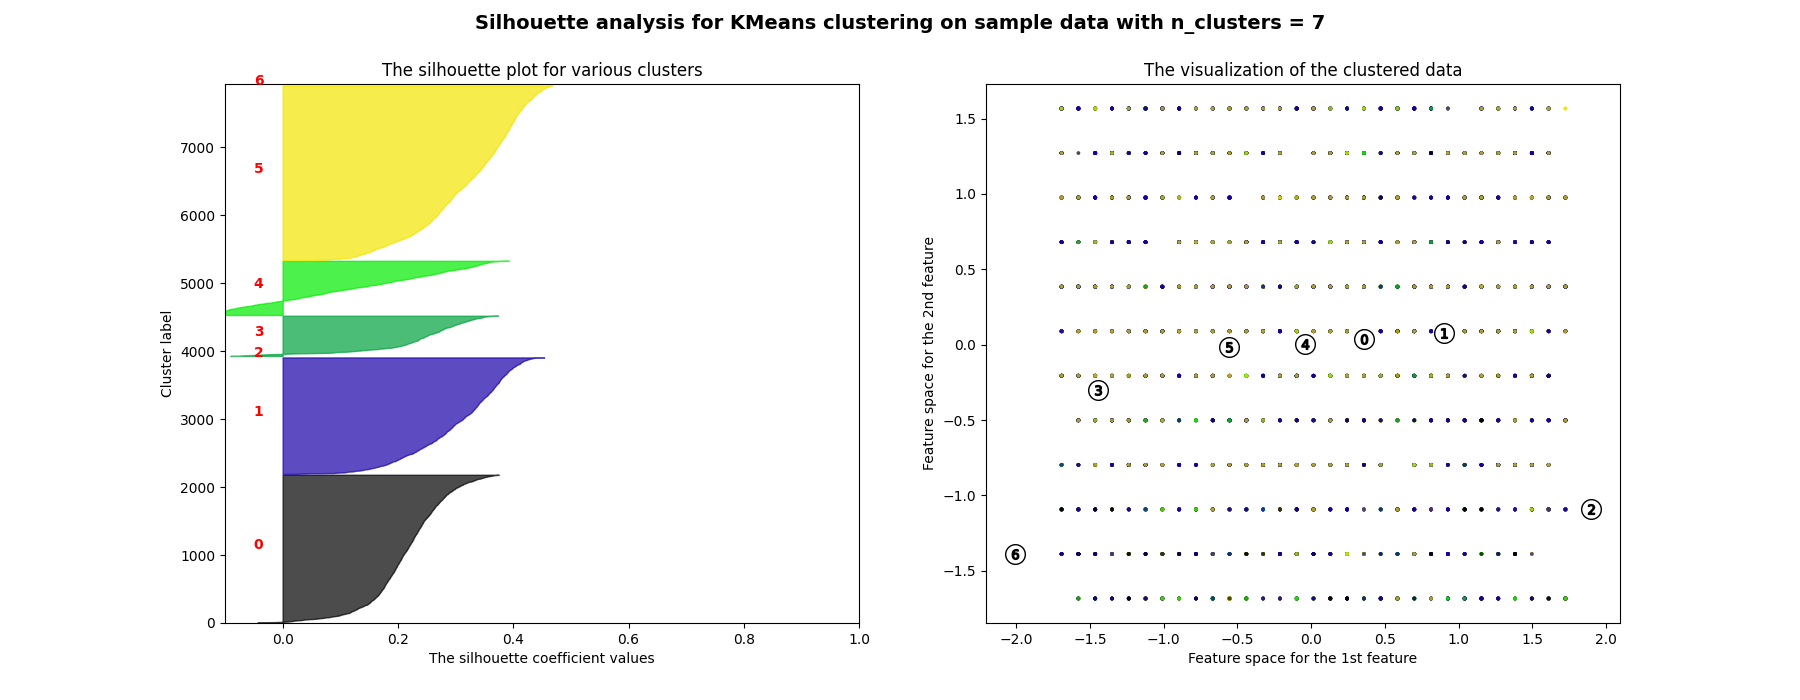 Silhouette analysis for KMeans clustering on sample data with n_clusters = 7
The silhouette plot for various clusters
6
5
4
3
2
1
0
7000
6000
5000
4000
3000
2000
1000
0
Cluster label
0.0 0.2 0.4 0.6 0.8 1.0
The silhouette coefficient values
The visualization of the clustered data
1.5
1.0
0.5
0.0
−0.5
−1.0
−1.5
Feature space for the 2nd feature
5 4 0 1
3
2
6
−2.0 −1.5 −1.0 −0.5 0.0 0.5 1.0 1.5 2.0
Feature space for the 1st feature